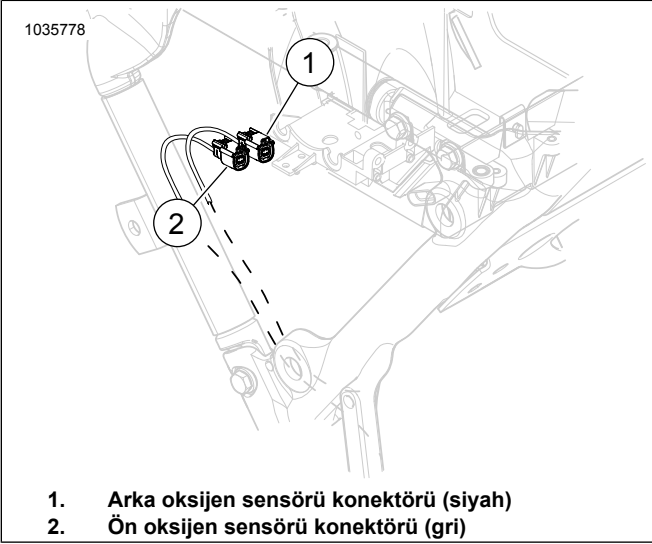 1035778
1
2
1. Arka oksijen sensörü konektörü (siyah)
2. Ön oksijen sensörü konektörü (gri)